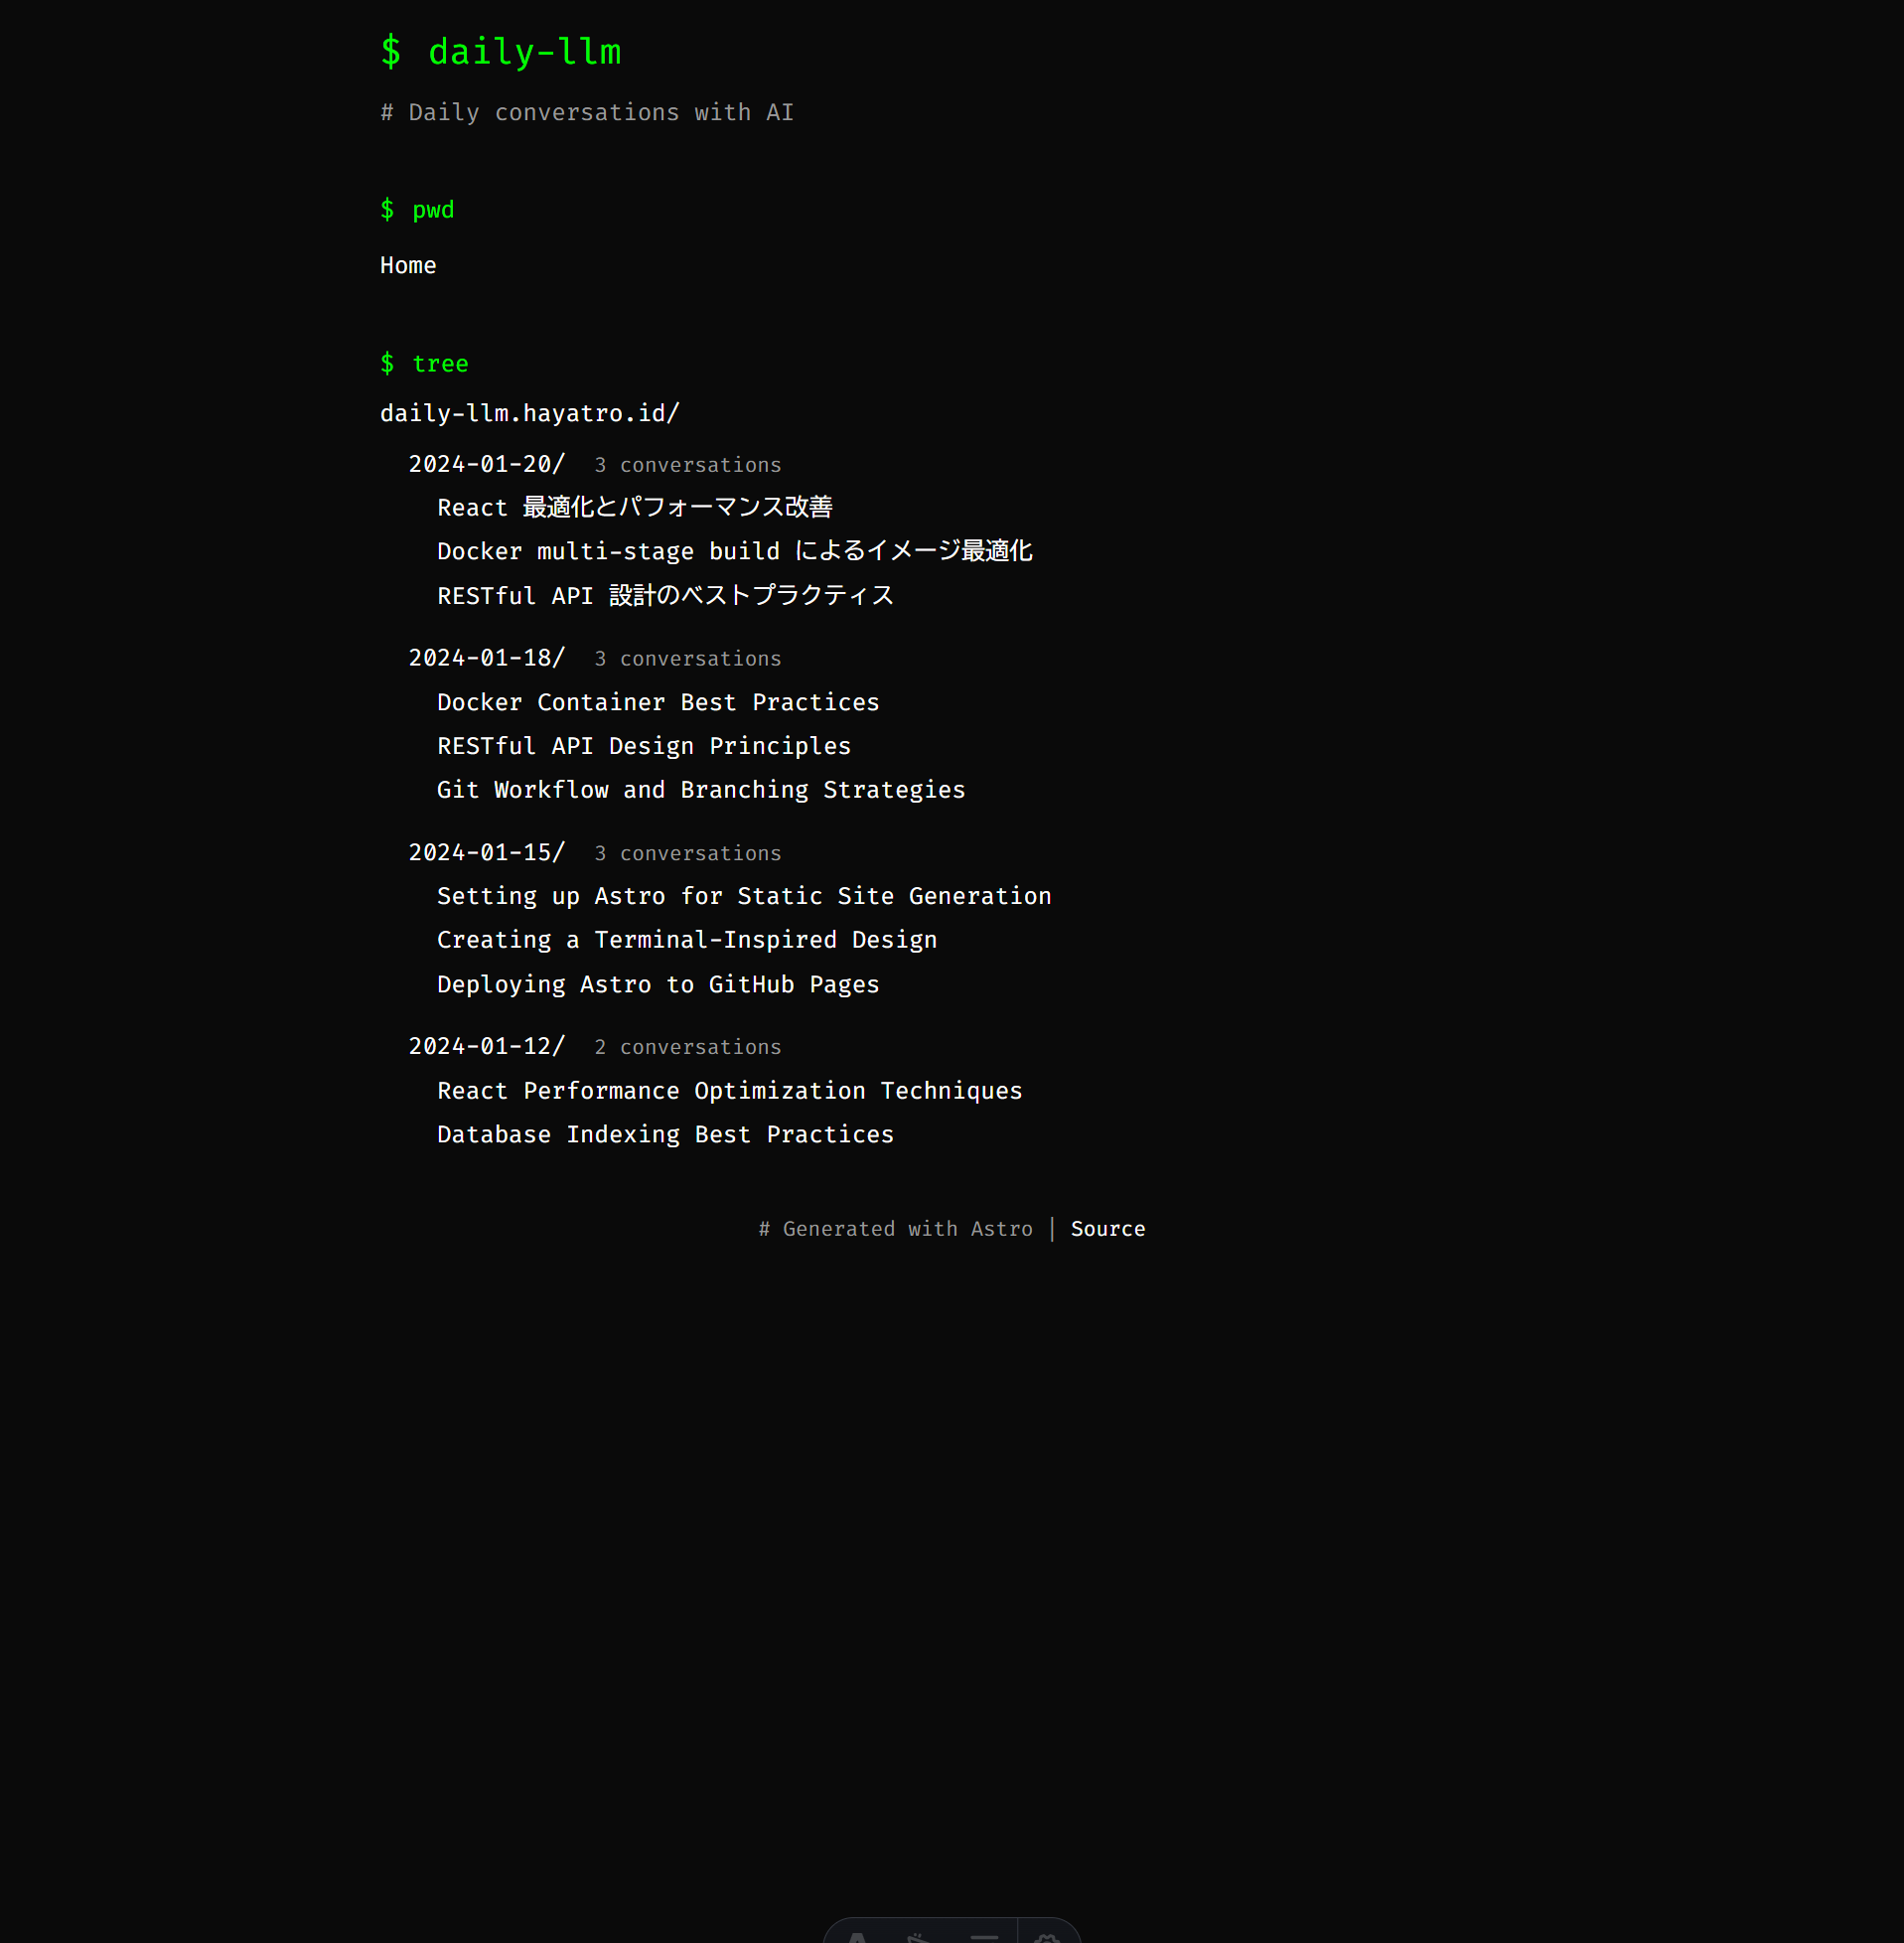 $ daily-llm
# Daily conversations with AI
$ pwd
Home
$ tree
daily-llm.hayatro.id/
2024-01-20/ 3 conversations
React 最適化とパフォーマンス改善
Docker multi-stage build によるイメージ最適化
RESTful API 設計のベストプラクティス
2024-01-18/ 3 conversations
Docker Container Best Practices
RESTful API Design Principles
Git Workflow and Branching Strategies
2024-01-15/ 3 conversations
Setting up Astro for Static Site Generation
Creating a Terminal-Inspired Design
Deploying Astro to GitHub Pages
2024-01-12/ 2 conversations
React Performance Optimization Techniques
Database Indexing Best Practices
# Generated with Astro | Source